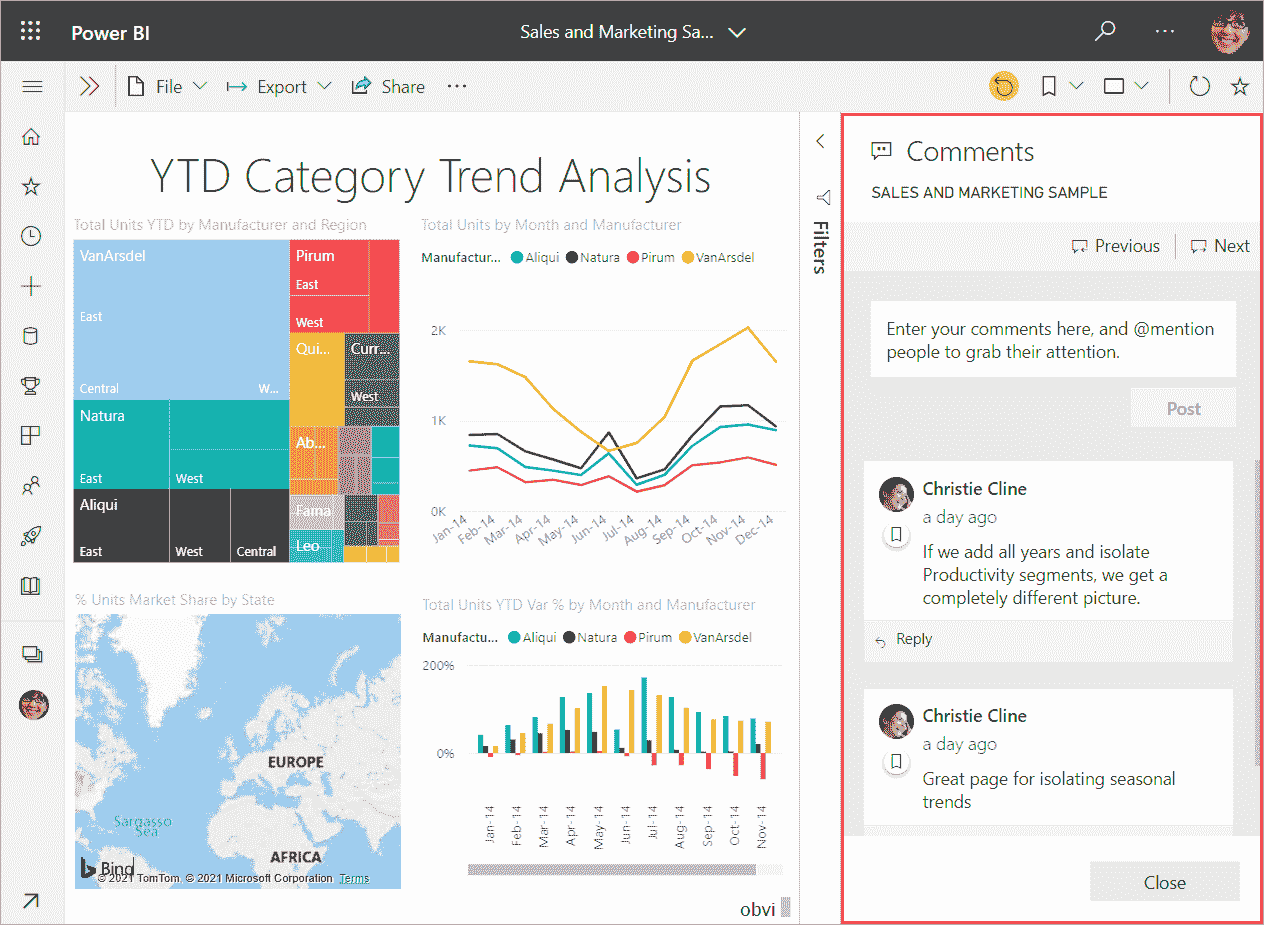 Power BI
Sales and Marketing Sa...
File
Export
Share
YTD Category Trend Analysis
Total Units YTD by Manufacturer and Region
VanArsdel
East
Central
W...
Natura
East
West
Aliqui
East
West
Central
Pirum
East
West
Qui...
Curr...
West
Ab...
Fama
Leo
Total Units by Month and Manufacturer
Manufactur... Aliqui Natura Pirum VanArsdel
2K
1K
0K
Jan-14 Feb-14 Mar-14 Apr-14 May-14 Jun-14 Jul-14 Aug-14 Sep-14 Oct-14 Nov-14 Dec-14
% Units Market Share by State
EUROPE
Sargasso
Sea
AFRICA
Bing
© 2021 TomTom, © 2021 Microsoft Corporation Terms
Total Units YTD Var % by Month and Manufacturer
Manufactu... Aliqui Natura Pirum VanArsdel
200%
0%
Jan-14 Feb-14 Mar-14 Apr-14 May-14 Jun-14 Jul-14 Aug-14 Sep-14 Oct-14 Nov-14
obvi
Filters
Comments
SALES AND MARKETING SAMPLE
Previous
Next
Enter your comments here, and @mention
people to grab their attention.
Post
Christie Cline
a day ago
If we add all years and isolate
Productivity segments, we get a
completely different picture.
Reply
Christie Cline
a day ago
Great page for isolating seasonal
trends
Close